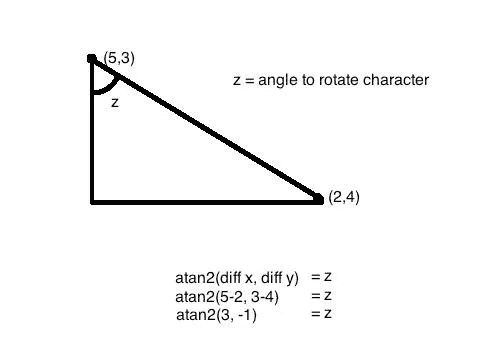 (5,3)
z = angle to rotate character
z
(2,4)
atan2(diff x, diff y) = z
atan2(5-2, 3-4) = z
atan2(3, -1) = z